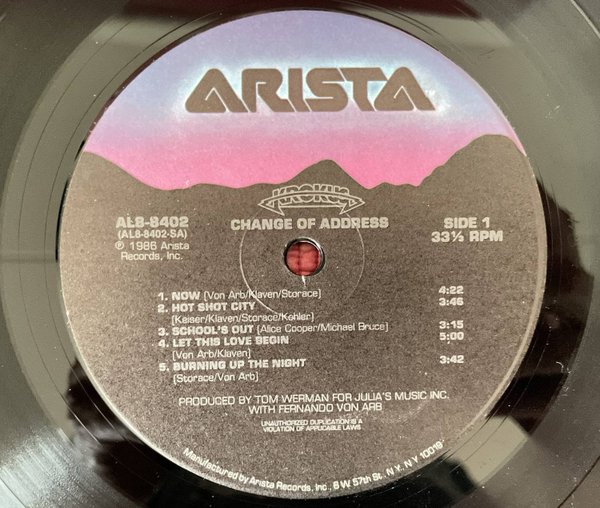 ARISTA
KROKUS
AL8-8402
(AL8-8402-SA)
℗ 1986 Arista
Records, Inc.
CHANGE OF ADDRESS
SIDE 1
33⅓ RPM
1. NOW (Von Arb/Klaven/Storace) 4:22
2. HOT SHOT CITY 3:46
(Keiser/Klaven/Storace/Kohler)
3. SCHOOL'S OUT (Alice Cooper/Michael Bruce) 3:15
4. LET THIS LOVE BEGIN 5:00
(Von Arb/Klaven)
5. BURNING UP THE NIGHT 3:42
(Storace/Von Arb)
PRODUCED BY TOM WERMAN FOR JULIA'S MUSIC INC.
WITH FERNANDO VON ARB
UNAUTHORIZED DUPLICATION IS A
VIOLATION OF APPLICABLE LAWS
Manufactured by Arista Records, Inc., 6 W 57th St., N.Y. N.Y 10019